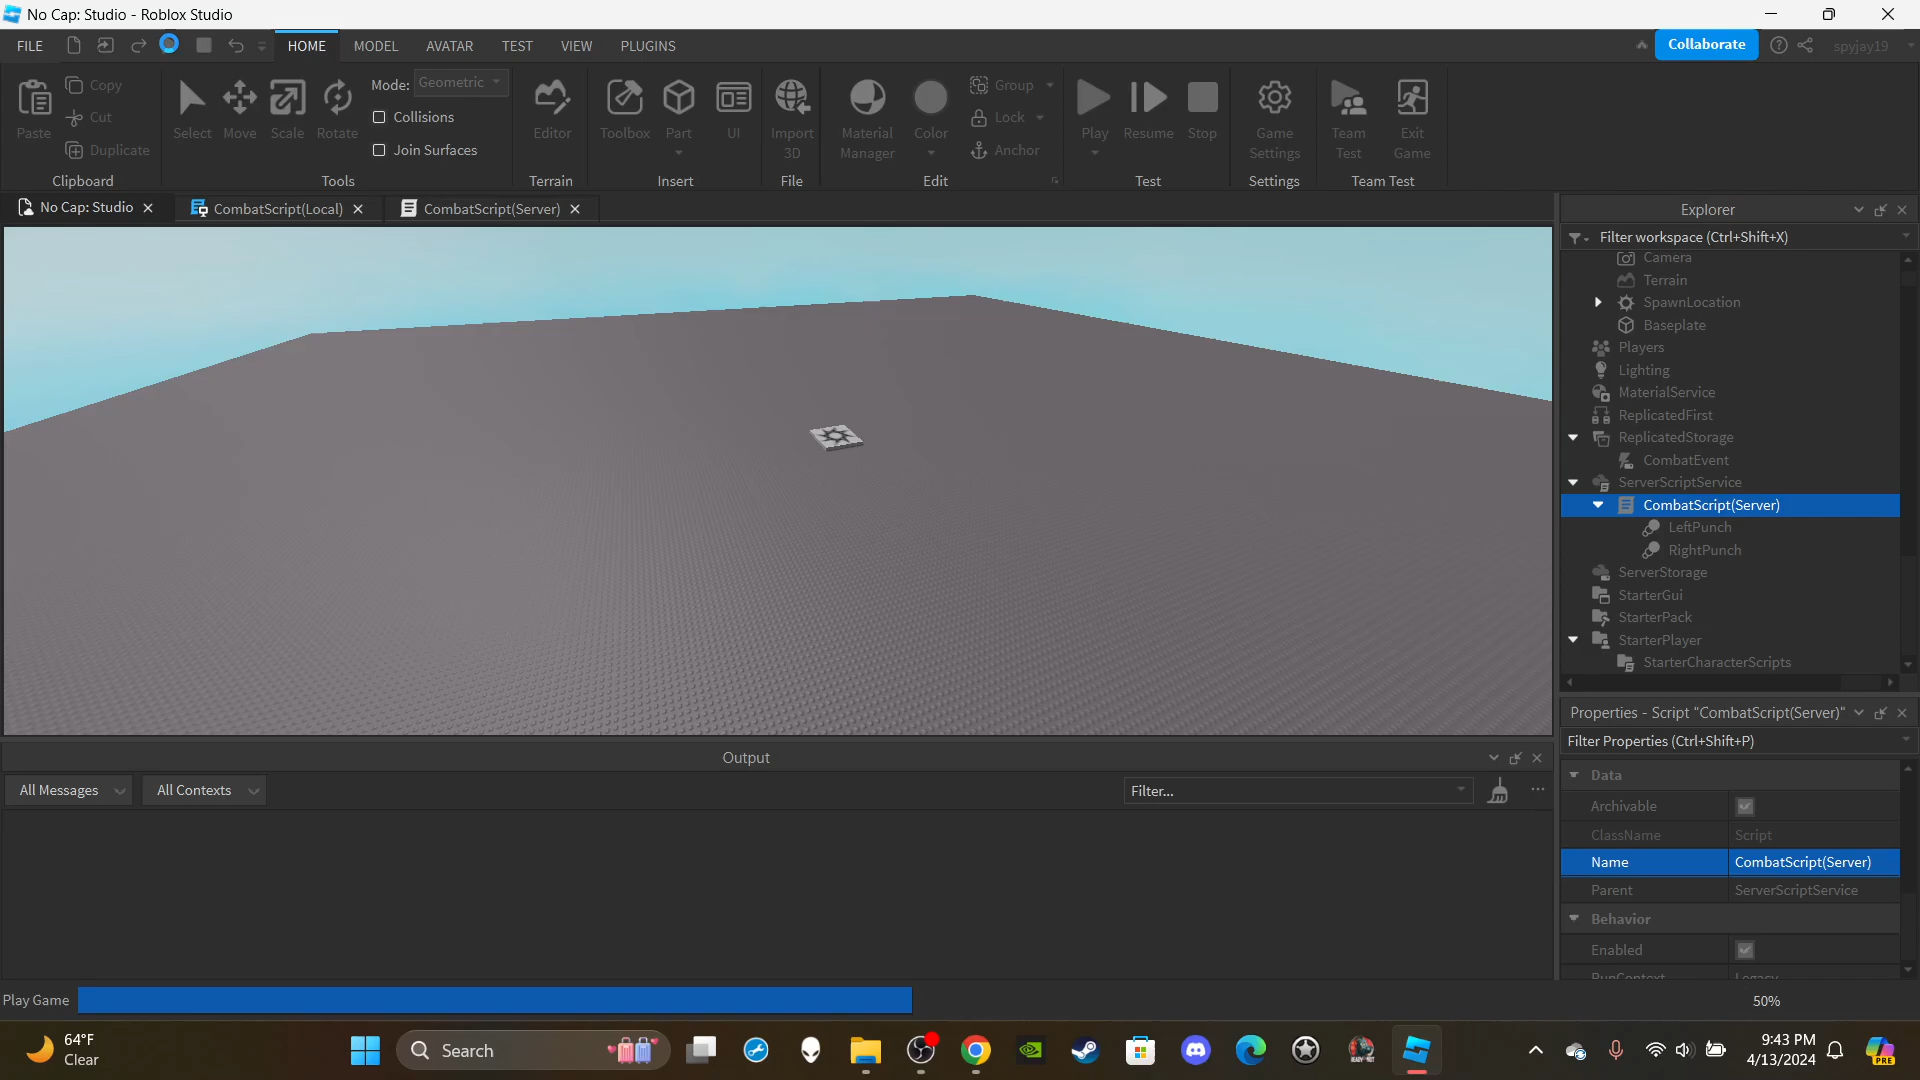 No Cap: Studio - Roblox Studio
FILE HOME MODEL AVATAR TEST VIEW PLUGINS Collaborate spyjay19
Paste Copy Cut Duplicate Clipboard
Select Move Scale Rotate Mode: Geometric Collisions Join Surfaces Tools
Editor Terrain
Toolbox Part UI Insert
Import 3D File
Material Manager Color Group Lock Anchor Edit
Play Resume Stop Test
Game Settings Settings
Team Test Exit Game Team Test
No Cap: Studio CombatScript(Local) CombatScript(Server)
Explorer
Filter workspace (Ctrl+Shift+X)
Camera
Terrain
SpawnLocation
Baseplate
Players
Lighting
MaterialService
ReplicatedFirst
ReplicatedStorage
CombatEvent
ServerScriptService
CombatScript(Server)
LeftPunch
RightPunch
ServerStorage
StarterGui
StarterPack
StarterPlayer
StarterCharacterScripts
Properties - Script "CombatScript(Server)"
Filter Properties (Ctrl+Shift+P)
Data
Archivable
ClassName Script
Name CombatScript(Server)
Parent ServerScriptService
Behavior
Enabled
RunContext Legacy
Output
All Messages All Contexts Filter...
Play Game 50%
64°F
Clear
Search
PRE
9:43 PM
4/13/2024